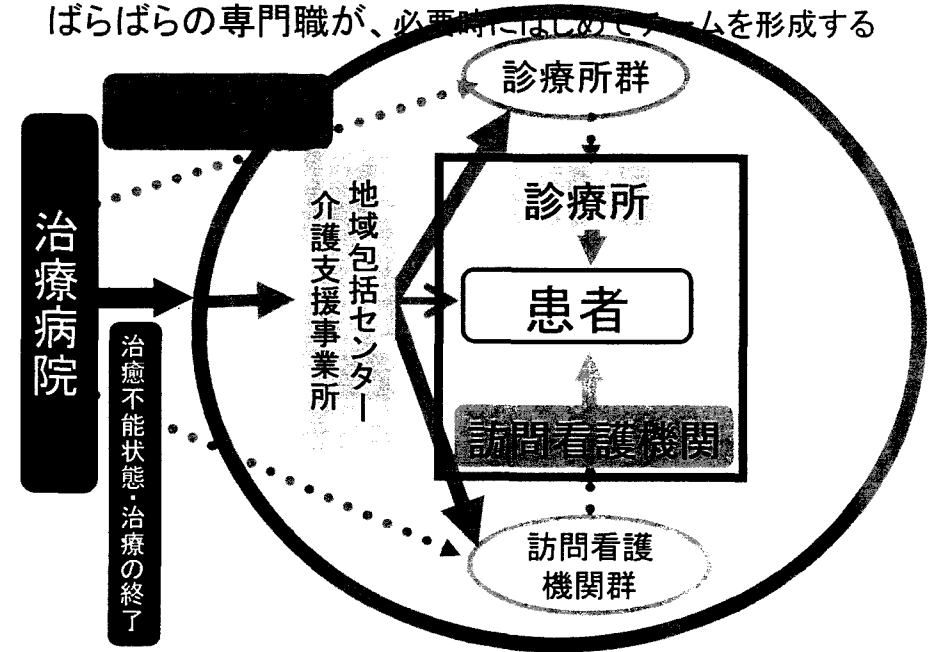 ばらばらの専門職が、必要時にはじめてチームを形成する
診療所群
治療病院
地域包括センター
介護支援事業所
診療所
患者
治癒不能状態・治療の終了
訪問看護機関
訪問看護
機関群